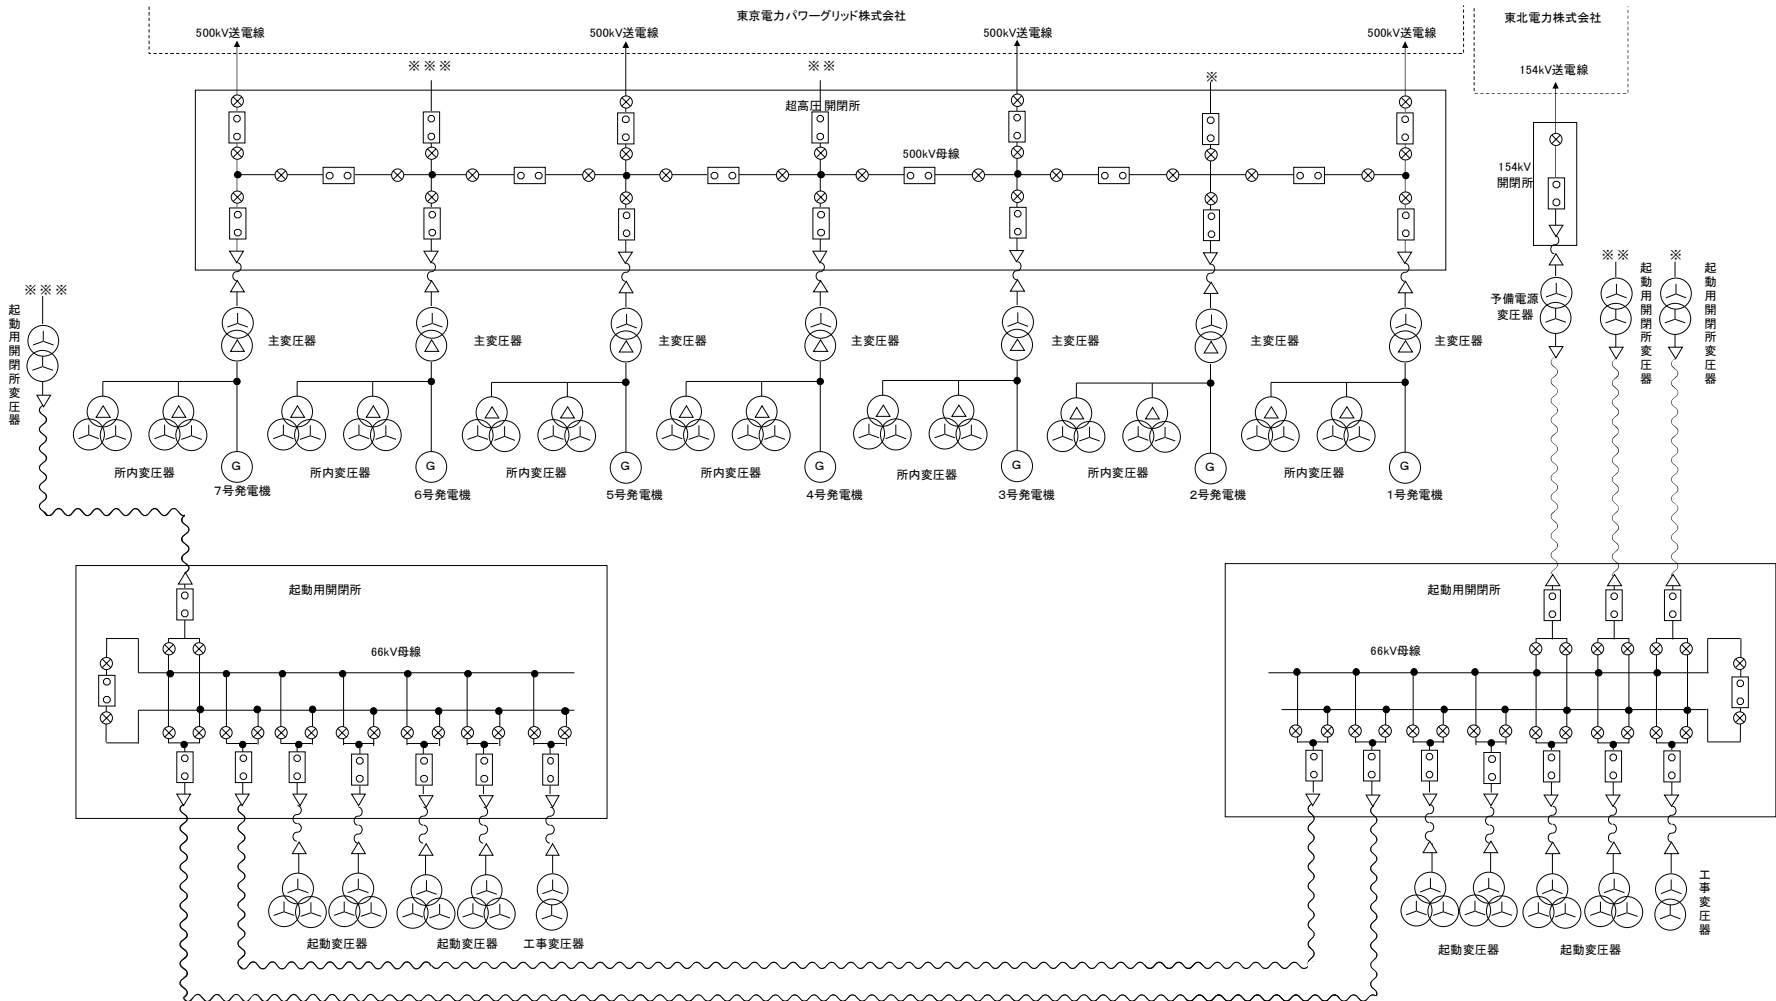 東京電力パワーグリッド株式会社
東北電力株式会社
500kV送電線
500kV送電線
500kV送電線
500kV送電線
154kV送電線
※※※
※※
※
超高圧開閉所
500kV母線
154kV
開閉所
※※※
起動用開閉所変圧器
主変圧器
主変圧器
主変圧器
主変圧器
主変圧器
主変圧器
主変圧器
予備電源
変圧器
※※
起動用開閉所変圧器
※
起動用開閉所変圧器
所内変圧器
所内変圧器
所内変圧器
所内変圧器
所内変圧器
所内変圧器
所内変圧器
G
G
G
G
G
G
G
7号発電機
6号発電機
5号発電機
4号発電機
3号発電機
2号発電機
1号発電機
起動用開閉所
66kV母線
起動変圧器
起動変圧器
工事変圧器
起動用開閉所
66kV母線
起動変圧器
起動変圧器
工事変圧器